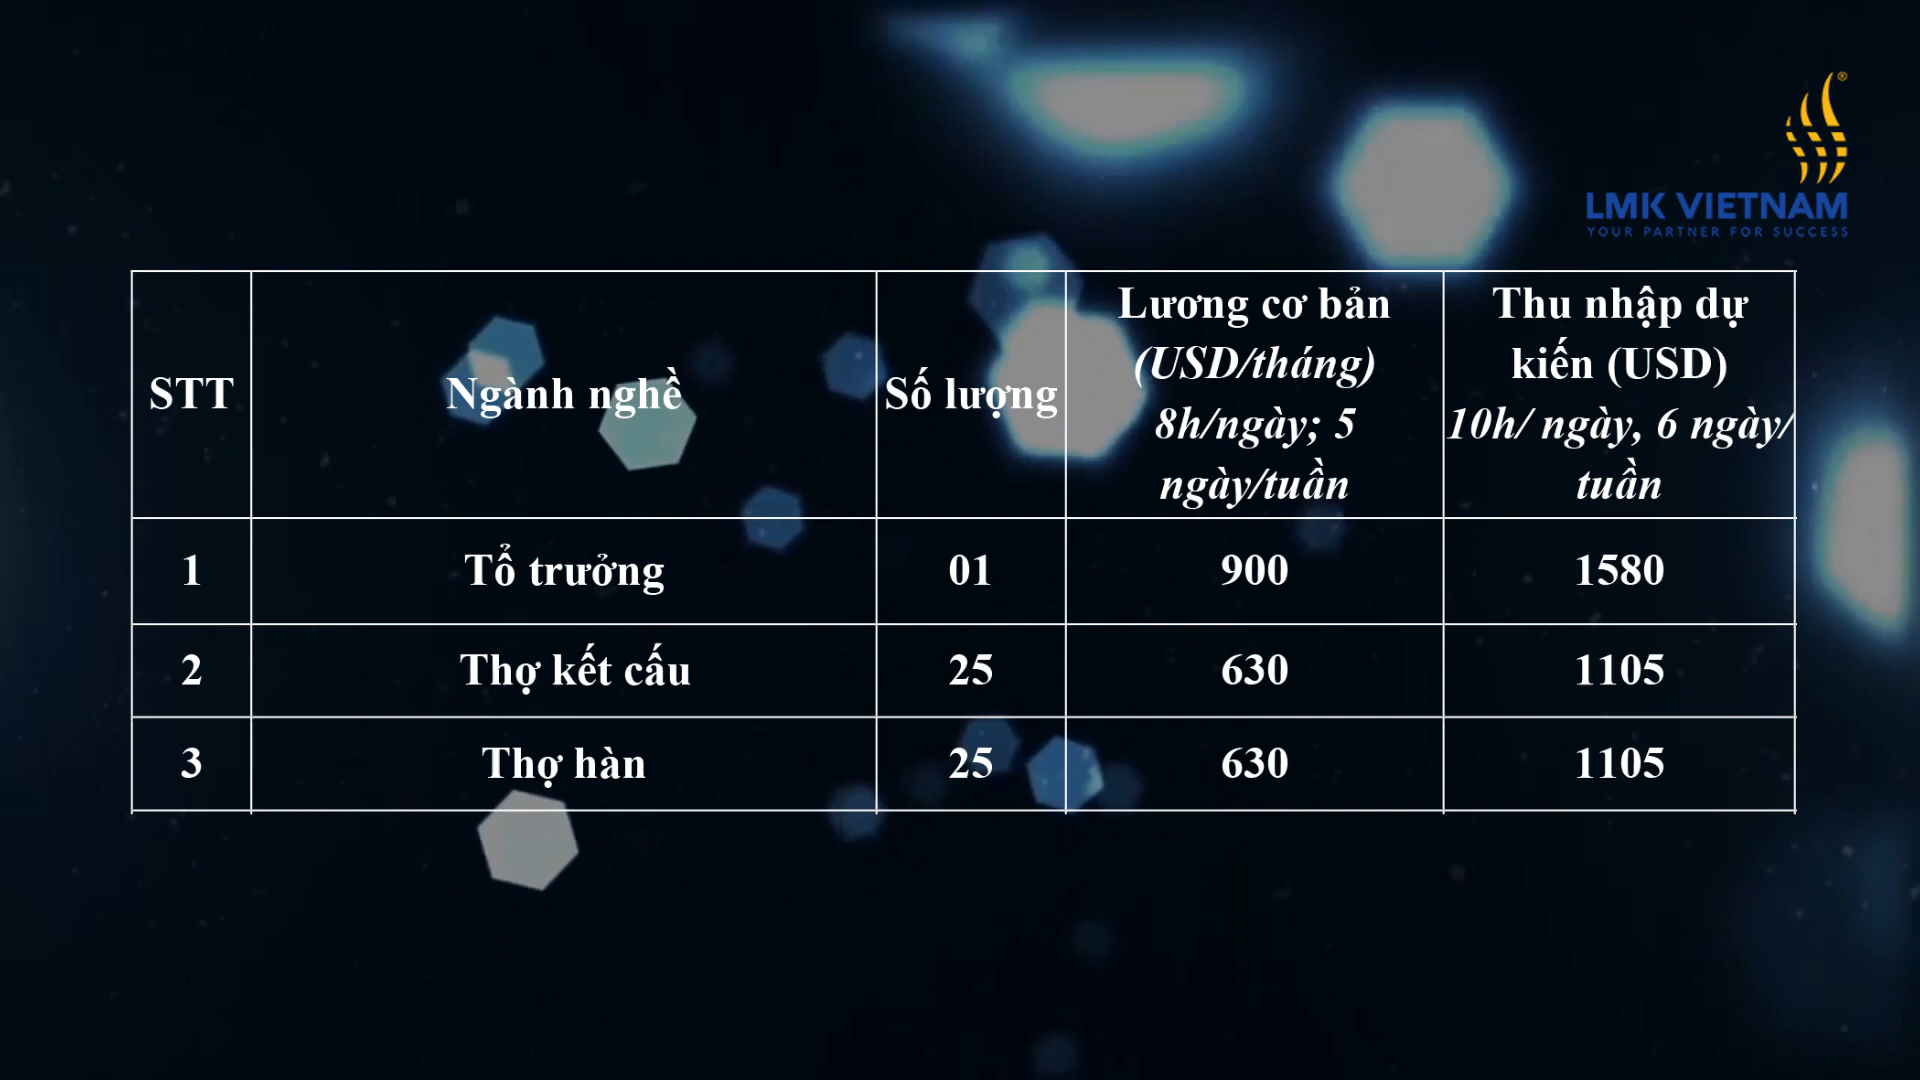 ®
LMK VIETNAM
YOUR PARTNER FOR SUCCESS
STT
Ngành nghề
Số lượng
Lương cơ bản
(USD/tháng)
8h/ngày; 5
ngày/tuần
Thu nhập dự
kiến (USD)
10h/ ngày, 6 ngày/
tuần
1
Tổ trưởng
01
900
1580
2
Thợ kết cấu
25
630
1105
3
Thợ hàn
25
630
1105